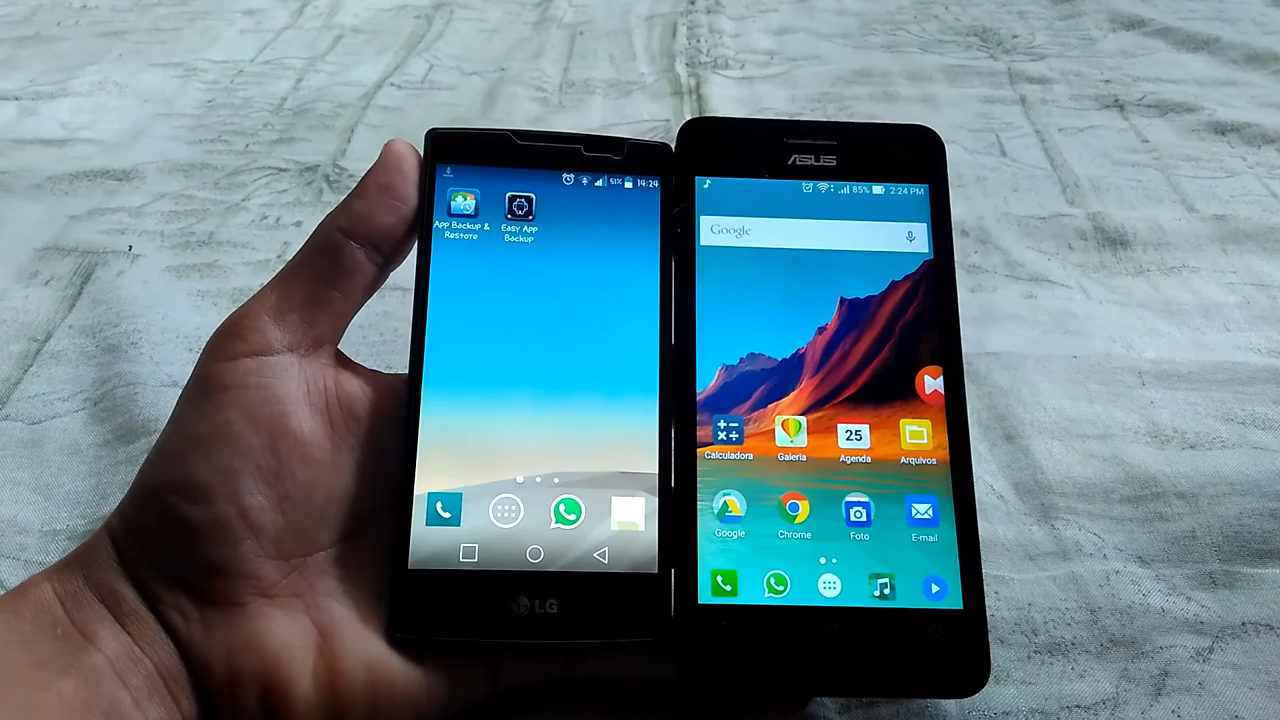 51% 14:24
App Backup &
Restore
Easy App
Backup
LG
ASUS
85% 2:24 PM
Google
Calculadora
Galeria
25
Agenda
Arquivos
Google
Chrome
Foto
E-mail